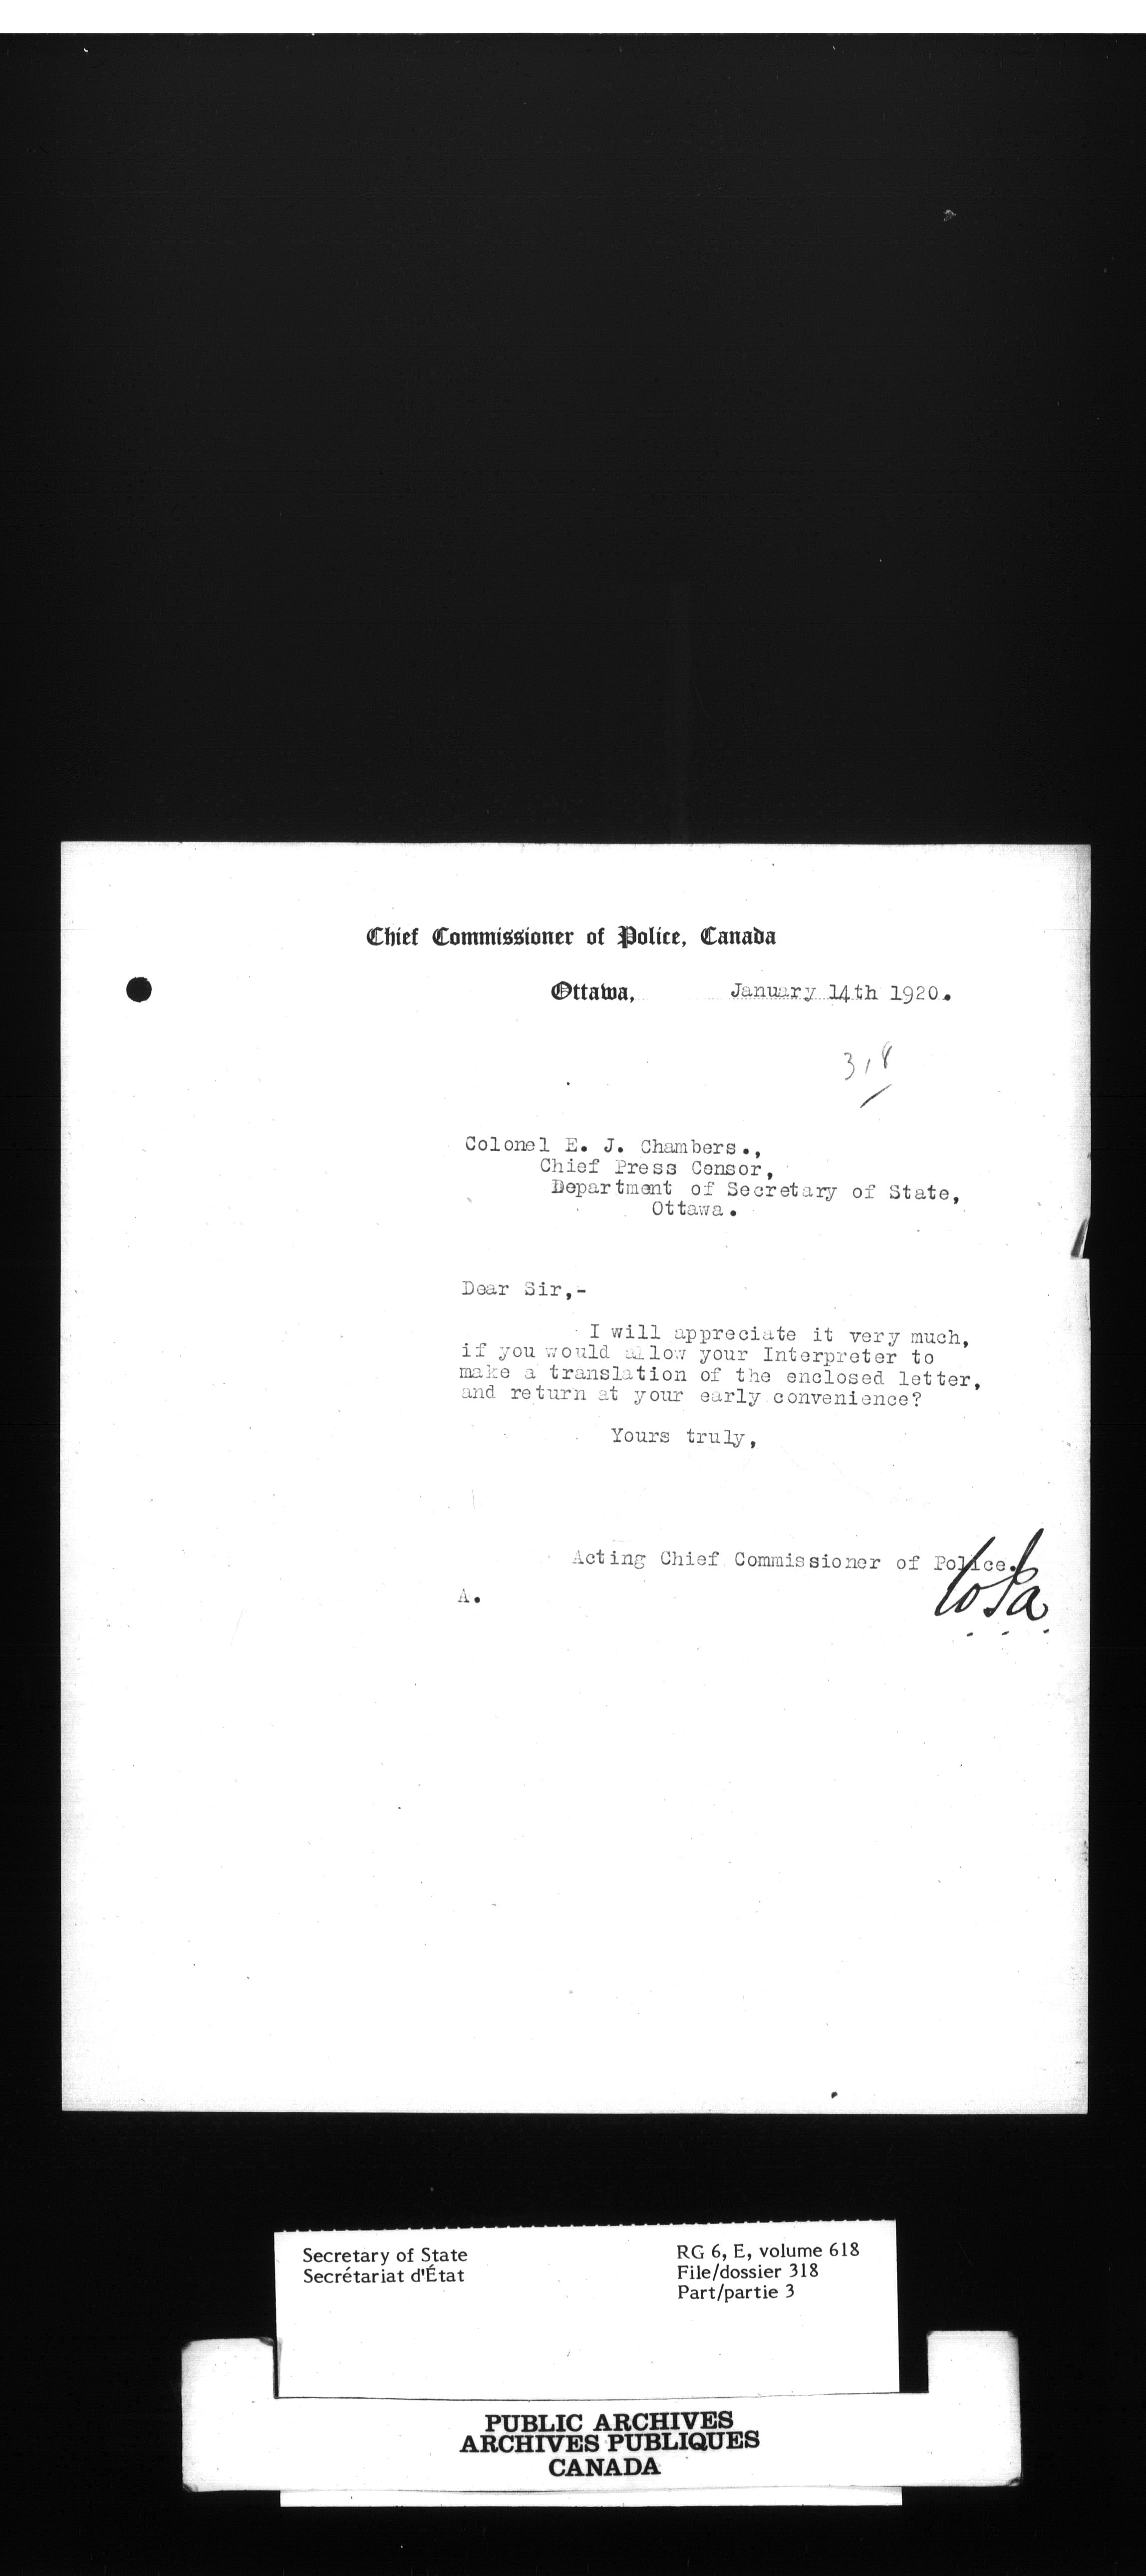 Chief Commissioner of Police, Canada
Ottawa, January 14th 1920.
318
Colonel E. J. Chambers.,
Chief Press Censor,
Department of Secretary of State,
Ottawa.
Dear Sir,-
I will appreciate it very much,
if you would allow your Interpreter to
make a translation of the enclosed letter,
and return at your early convenience?
Yours truly,
Acting Chief Commissioner of Police.
A.
Secretary of State
Secrétariat d'État
RG 6, E, volume 618
File/dossier 318
Part/partie 3
PUBLIC ARCHIVES
ARCHIVES PUBLIQUES
CANADA